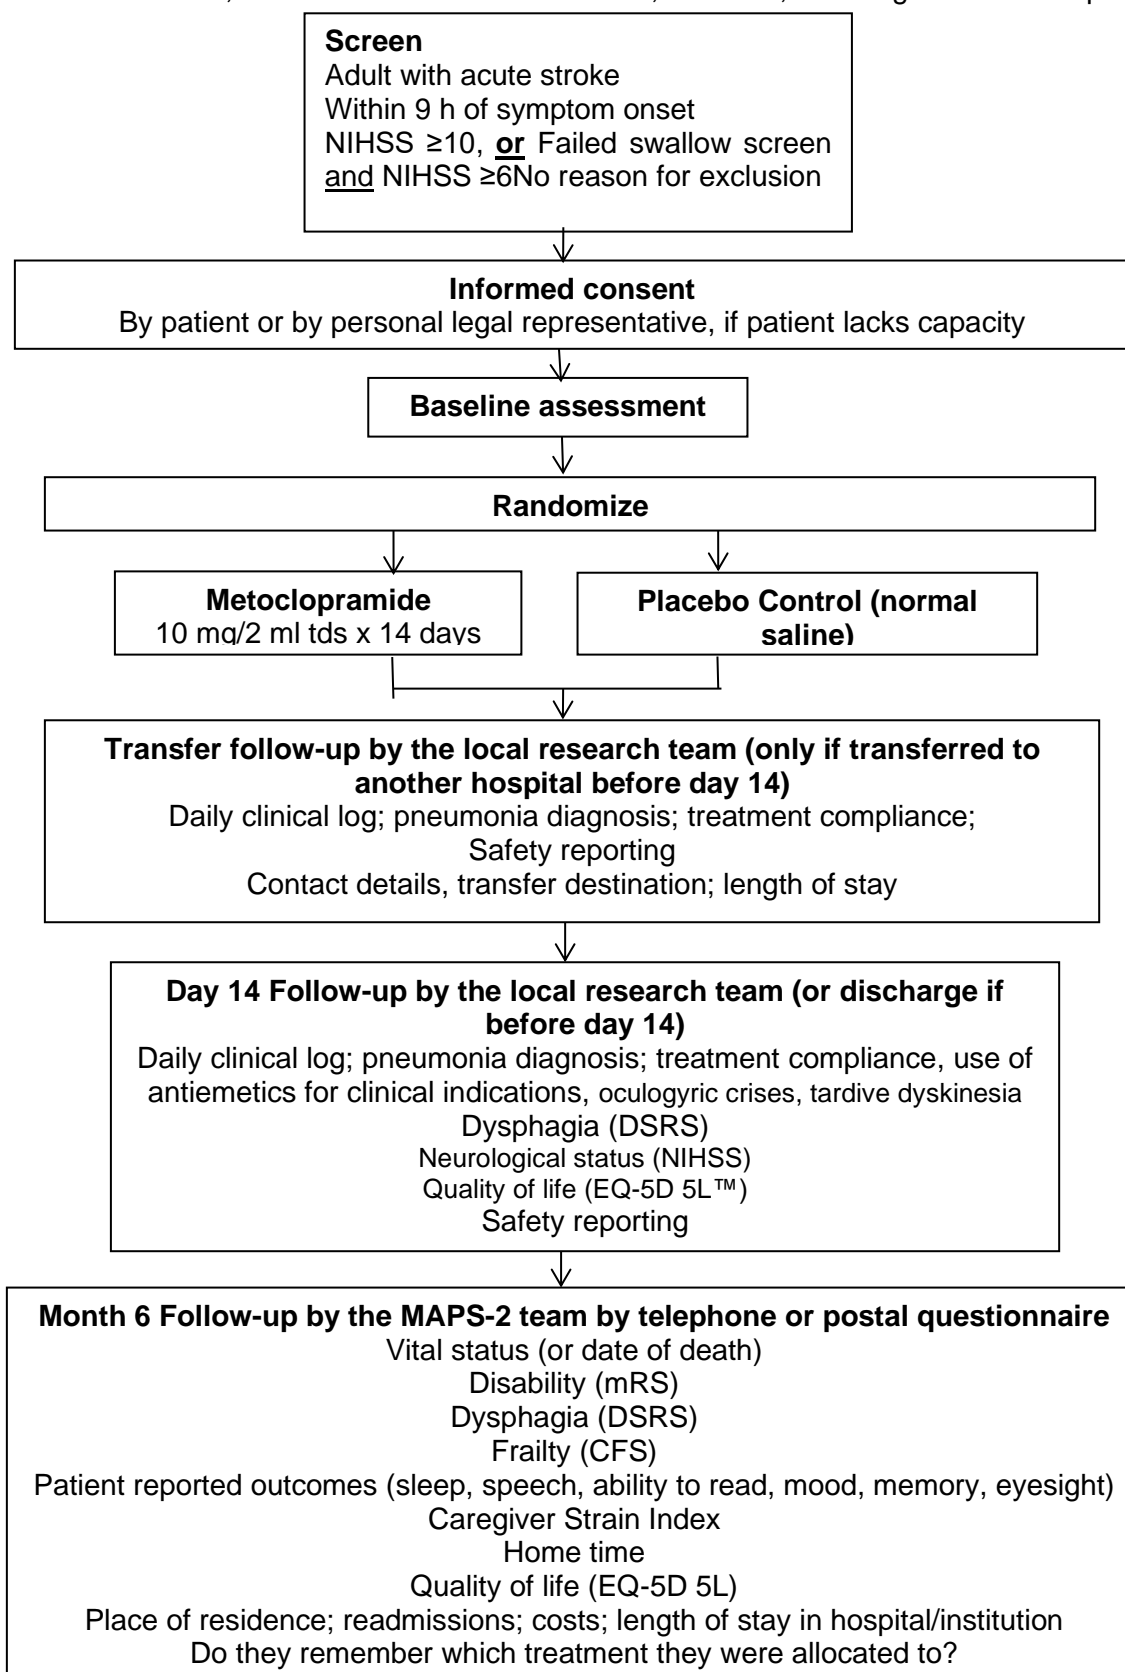 Screen
Adult with acute stroke
Within 9 h of symptom onset
NIHSS ≥10, or Failed swallow screen
and NIHSS ≥6No reason for exclusion
Informed consent
By patient or by personal legal representative, if patient lacks capacity
Baseline assessment
Randomize
Metoclopramide
10 mg/2 ml tds x 14 days
Placebo Control (normal
saline)
Transfer follow-up by the local research team (only if transferred to
another hospital before day 14)
Daily clinical log; pneumonia diagnosis; treatment compliance;
Safety reporting
Contact details, transfer destination; length of stay
Day 14 Follow-up by the local research team (or discharge if
before day 14)
Daily clinical log; pneumonia diagnosis; treatment compliance, use of
antiemetics for clinical indications, oculogyric crises, tardive dyskinesia
Dysphagia (DSRS)
Neurological status (NIHSS)
Quality of life (EQ-5D 5L™)
Safety reporting
Month 6 Follow-up by the MAPS-2 team by telephone or postal questionnaire
Vital status (or date of death)
Disability (mRS)
Dysphagia (DSRS)
Frailty (CFS)
Patient reported outcomes (sleep, speech, ability to read, mood, memory, eyesight)
Caregiver Strain Index
Home time
Quality of life (EQ-5D 5L)
Place of residence; readmissions; costs; length of stay in hospital/institution
Do they remember which treatment they were allocated to?